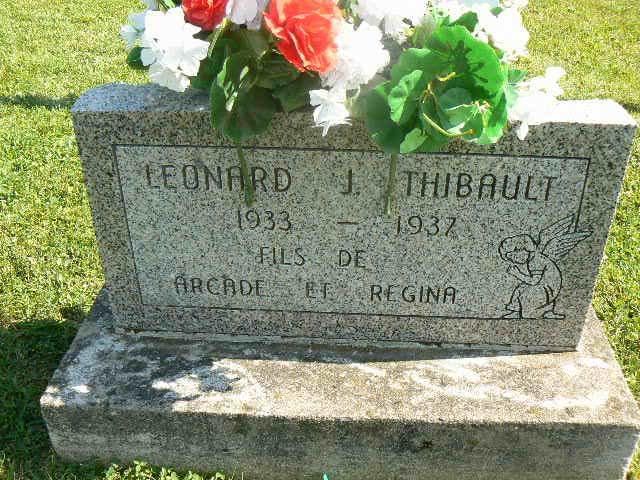 LEONARD J. THIBAULT
1933 — 1937
FILS DE
ARCADE ET REGINA